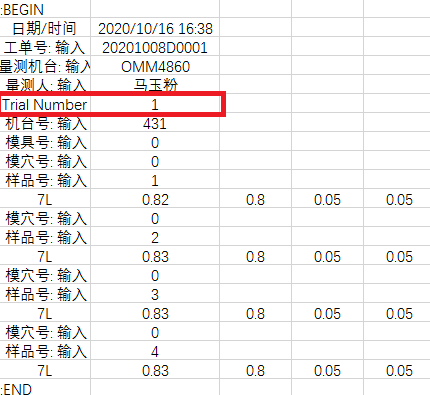 :BEGIN
日期/时间 2020/10/16 16:38
工单号: 输入 20201008D0001
量测机台: 输入 OMM4860
量测人: 输入 马玉粉
Trial Number 1
机台号: 输入 431
模具号: 输入 0
模穴号: 输入 0
样品号: 输入 1
7L 0.82 0.8 0.05 0.05
模穴号: 输入 0
样品号: 输入 2
7L 0.83 0.8 0.05 0.05
模穴号: 输入 0
样品号: 输入 3
7L 0.83 0.8 0.05 0.05
模穴号: 输入 0
样品号: 输入 4
7L 0.83 0.8 0.05 0.05
:END